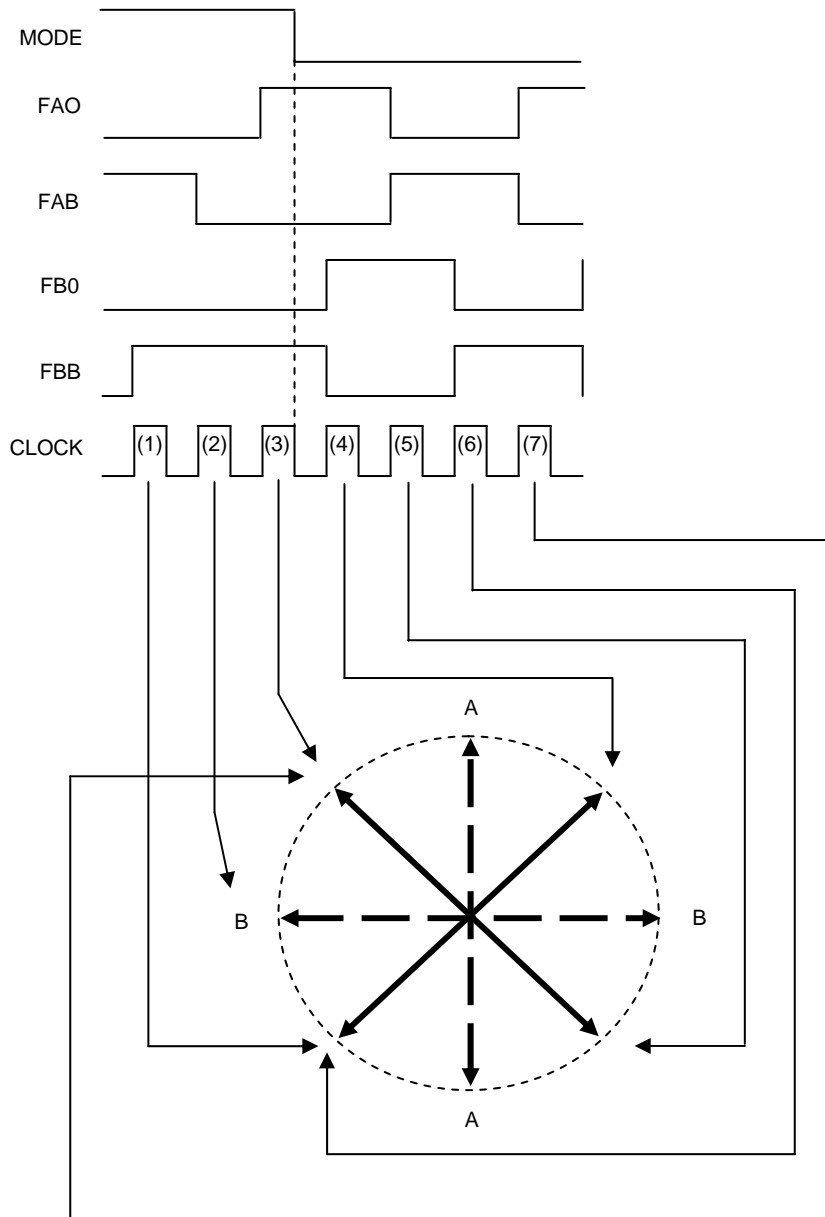 MODE
FAO
FAB
FB0
FBB
CLOCK (1) (2) (3) (4) (5) (6) (7)
A
B B
A